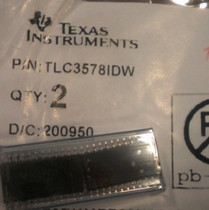 TEXAS
INSTRUMENTS
P/N: TLC3578IDW
QTY: 2
D/C: 200950
pb-